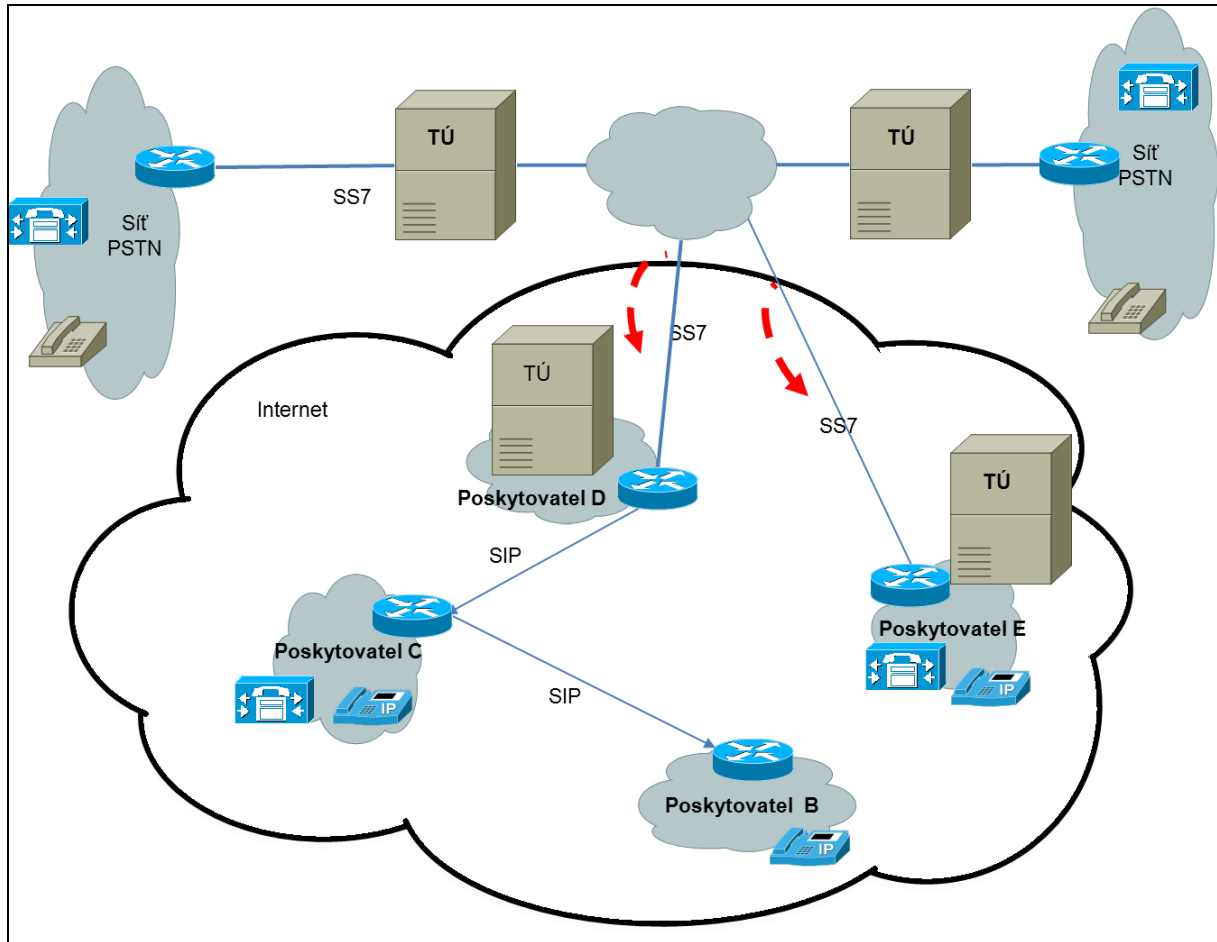 TÚ
TÚ
Síť
PSTN
SS7
Síť
PSTN
SS7
TÚ
Internet
SS7
TÚ
Poskytovatel D
SIP
Poskytovatel E
Poskytovatel C
IP
IP
SIP
Poskytovatel B
IP